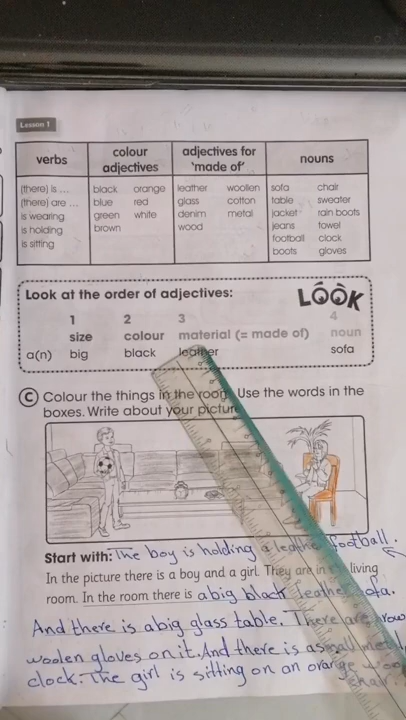 Lesson 1
verbs colour adjectives adjectives for 'made of' nouns
(there) is ... black orange leather woollen sofa chair
(there) are ... blue red glass cotton table sweater
is wearing green white denim metal jacket rain boots
is holding brown wood jeans towel
is sitting football clock
boots gloves
Look at the order of adjectives: LOOK
1 2 3 4
size colour material (= made of) noun
a(n) big black leather sofa
C Colour the things in the room. Use the words in the
boxes. Write about your picture
Start with: The boy is holding a leathe football.
In the picture there is a boy and a girl. They are in living
room. In the room there is a big black leather sofa.
And there is a big glass table. There are
woolen gloves on it. And there is a small
clock. The girl is sitting on an orange
chair.